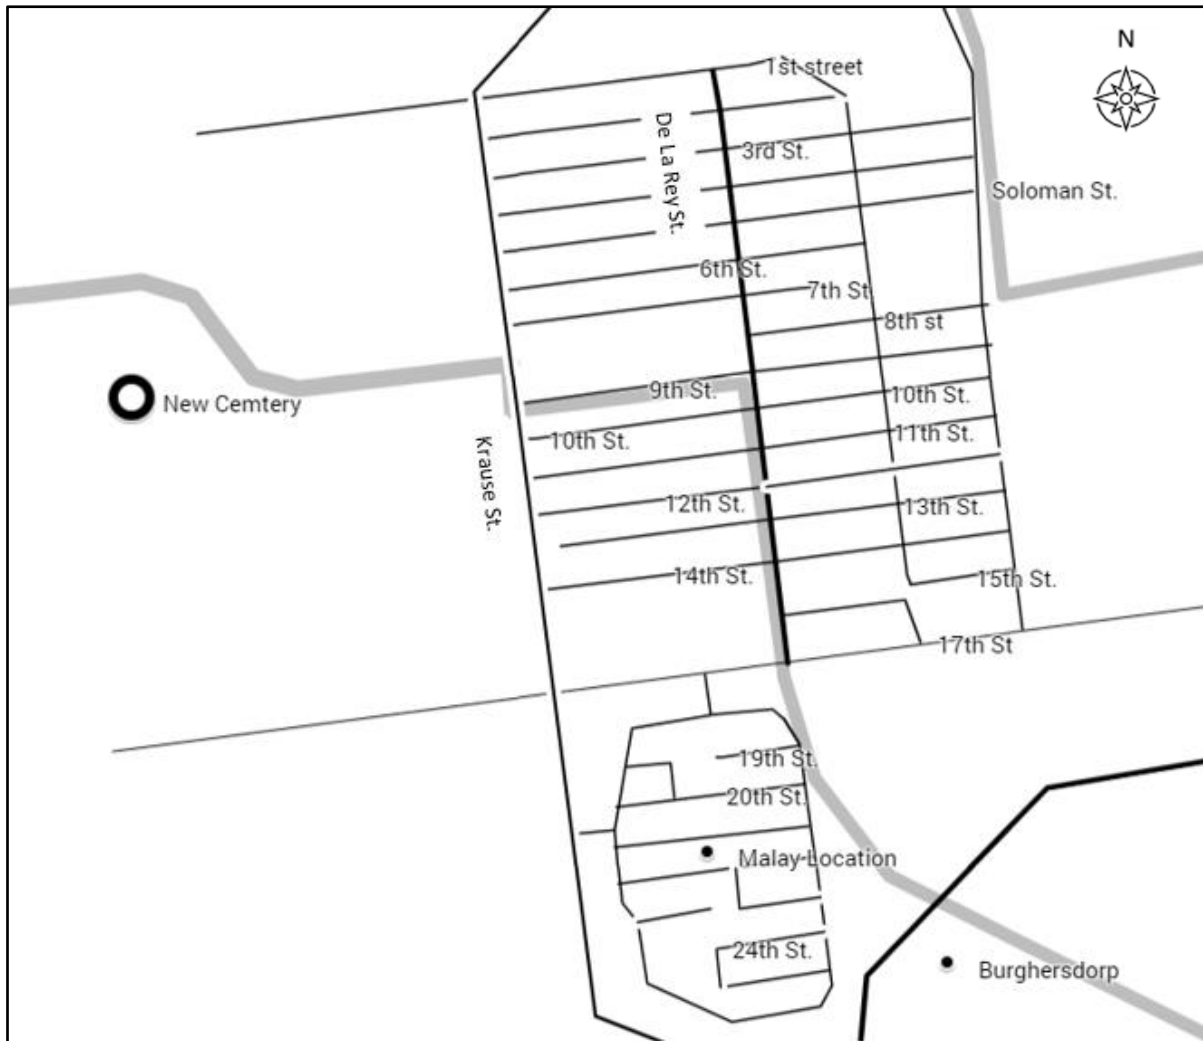 N
1st street
De La Rey St.
3rd St.
Soloman St.
6th St.
7th St
8th st
9th St.
10th St.
New Cemtery
10th St.
11th St.
Krause St.
12th St.
13th St.
14th St.
15th St.
17th St
19th St.
20th St.
Malay Location
24th St.
Burghersdorp